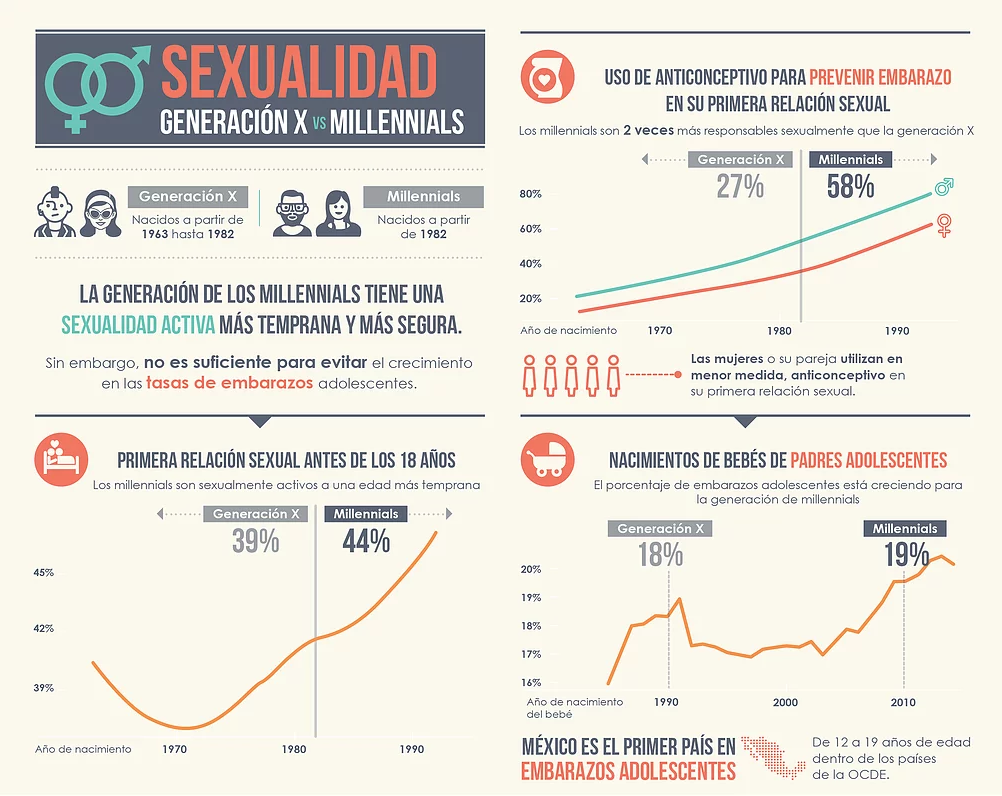 SEXUALIDAD
GENERACIÓN X VS MILLENNIALS
Generación X
Nacidos a partir de
1963 hasta 1982
Millennials
Nacidos a partir
de 1982
LA GENERACIÓN DE LOS MILLENNIALS TIENE UNA
SEXUALIDAD ACTIVA MÁS TEMPRANA Y MÁS SEGURA.
Sin embargo, no es suficiente para evitar el crecimiento
en las tasas de embarazos adolescentes.
USO DE ANTICONCEPTIVO PARA PREVENIR EMBARAZO
EN SU PRIMERA RELACIÓN SEXUAL
Los millennials son 2 veces más responsables sexualmente que la generación X
Generación X
Millennials
27%
58%
80%
60%
40%
20%
Año de nacimiento
1970
1980
1990
Las mujeres o su pareja utilizan en
menor medida, anticonceptivo en
su primera relación sexual.
PRIMERA RELACIÓN SEXUAL ANTES DE LOS 18 AÑOS
Los millennials son sexualmente activos a una edad más temprana
Generación X
Millennials
39%
44%
45%
42%
39%
Año de nacimiento
1970
1980
1990
NACIMIENTOS DE BEBÉS DE PADRES ADOLESCENTES
El porcentaje de embarazos adolescentes está creciendo para
la generación de millennials
Generación X
Millennials
18%
19%
20%
19%
18%
17%
16%
Año de nacimiento
del bebé
1990
2000
2010
MÉXICO ES EL PRIMER PAÍS EN
EMBARAZOS ADOLESCENTES
De 12 a 19 años de edad
dentro de los países
de la OCDE.